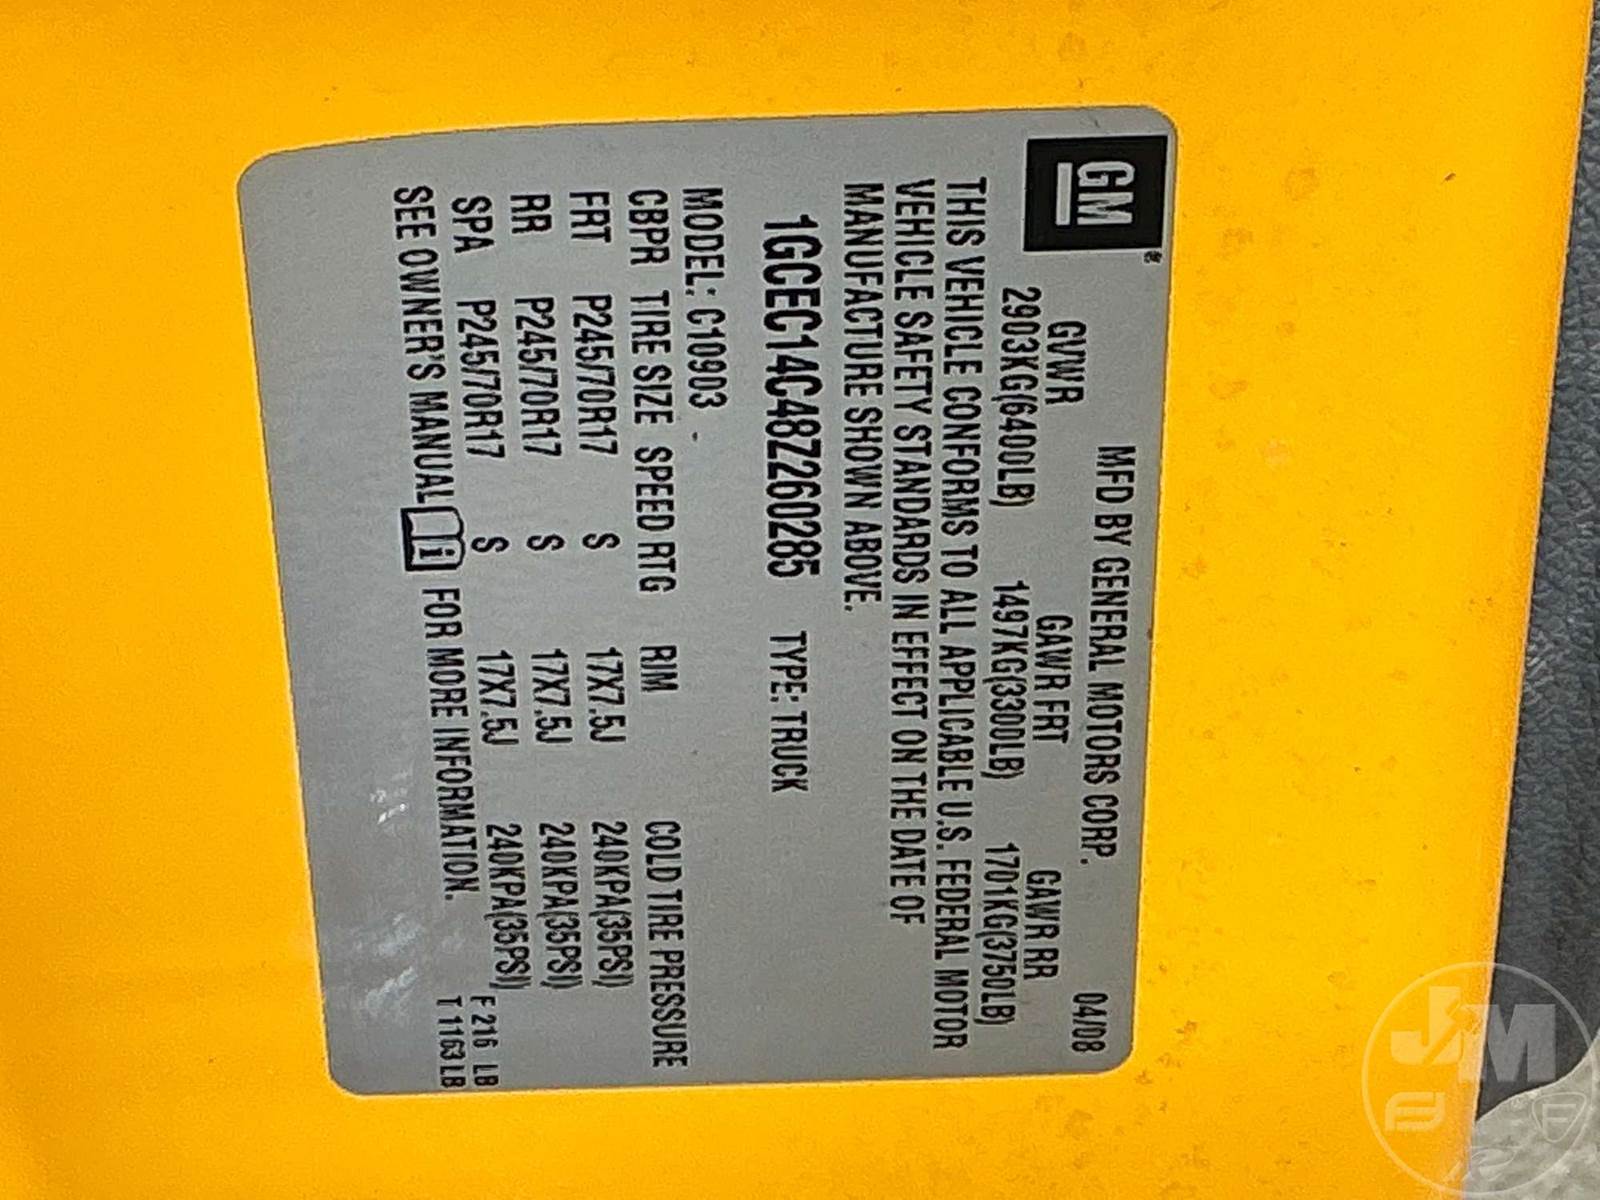 GM
MFD BY GENERAL MOTORS CORP. 04/08
GVWR GAWR FRT GAWR RR
2903KG(6400LB) 1497KG(3300LB) 1701KG(3750LB)
THIS VEHICLE CONFORMS TO ALL APPLICABLE U.S. FEDERAL MOTOR
VEHICLE SAFETY STANDARDS IN EFFECT ON THE DATE OF
MANUFACTURE SHOWN ABOVE.
1GCEC14C48Z260285 TYPE: TRUCK
MODEL: C10903
CBPR TIRE SIZE SPEED RTG RIM COLD TIRE PRESSURE
FRT P245/70R17 S 17X7.5J 240KPA(35PSI)
RR P245/70R17 S 17X7.5J 240KPA(35PSI)
SPA P245/70R17 S 17X7.5J 240KPA(35PSI)
SEE OWNER'S MANUAL i FOR MORE INFORMATION.
F 216 LB
T 1163 LB
JM